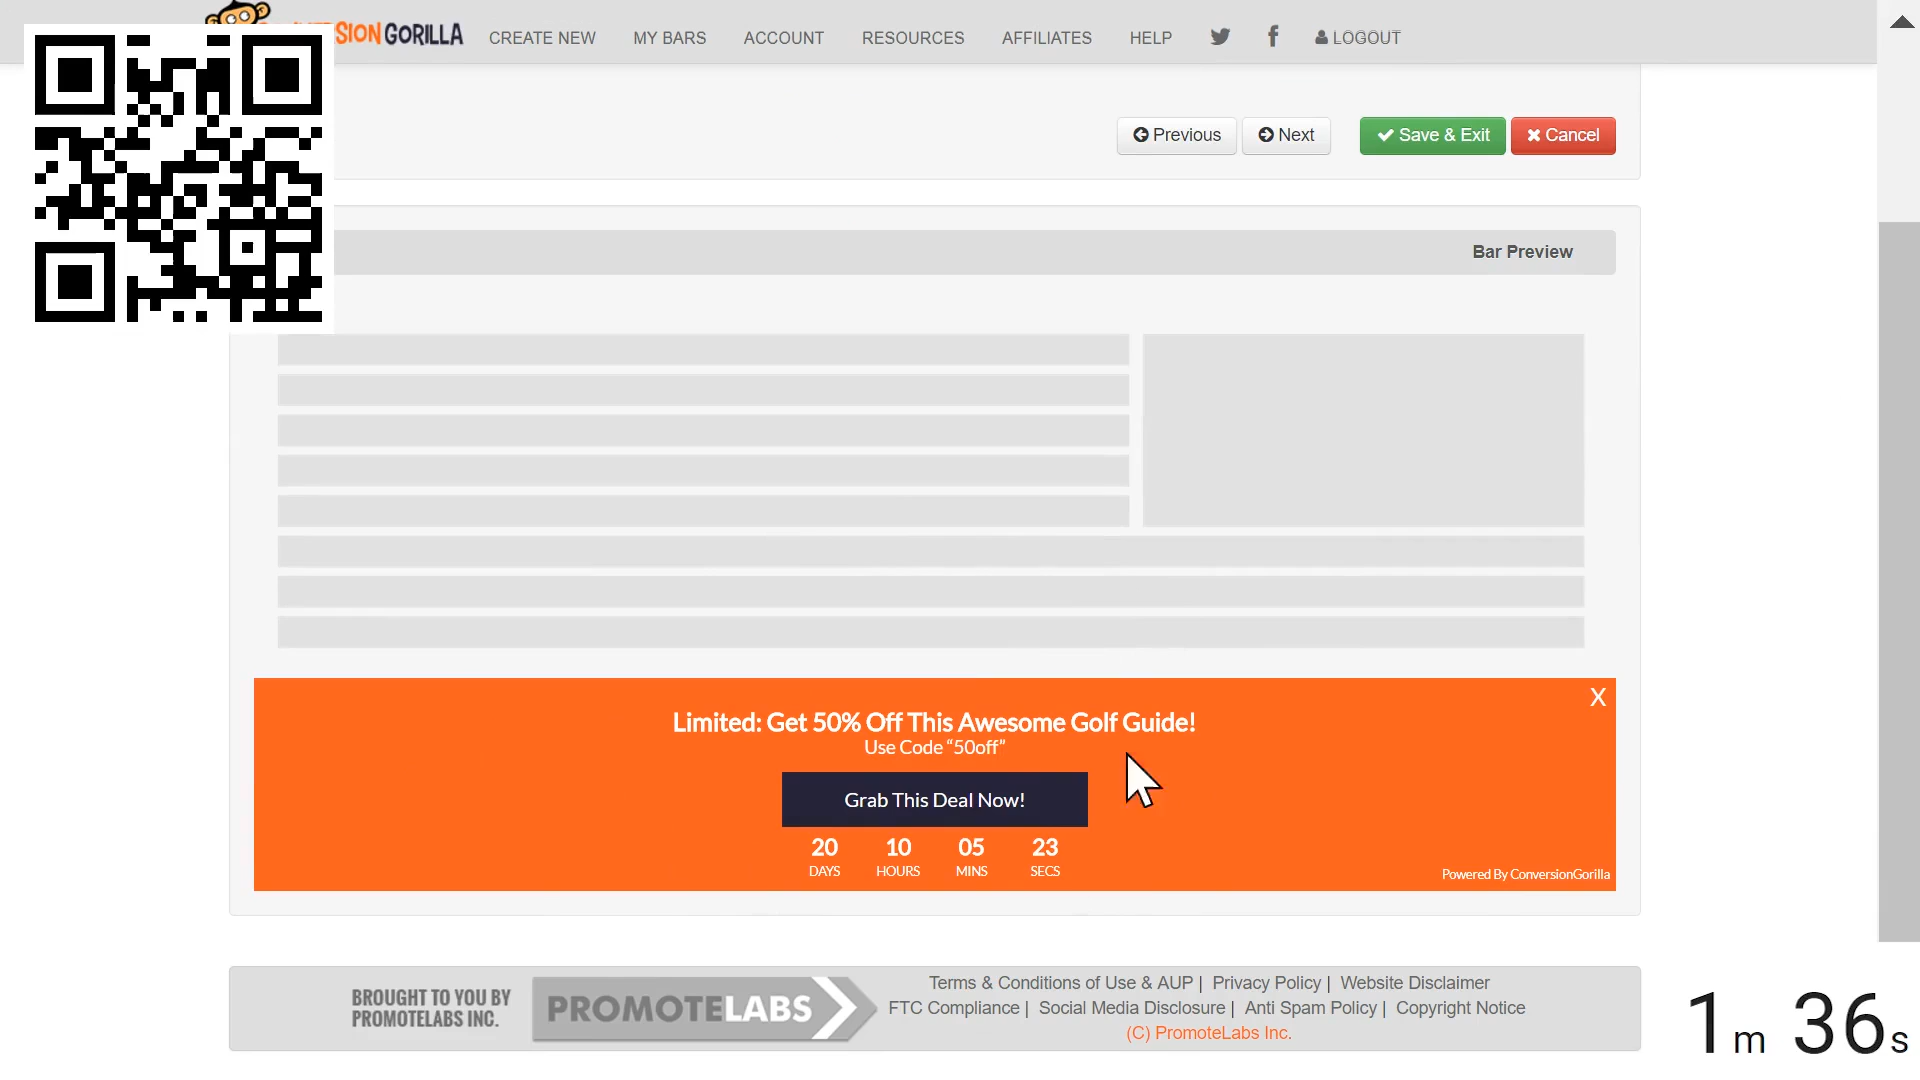 SION GORILLA
CREATE NEW
MY BARS
ACCOUNT
RESOURCES
AFFILIATES
HELP
LOGOUT
Previous
Next
Save & Exit
Cancel
Bar Preview
X
Limited: Get 50% Off This Awesome Golf Guide!
Use Code “50off”
Grab This Deal Now!
20 10 05 23
DAYS HOURS MINS SECS
Powered By ConversionGorilla
BROUGHT TO YOU BY
PROMOTELABS INC.
PROMOTELABS
Terms & Conditions of Use & AUP | Privacy Policy | Website Disclaimer
FTC Compliance | Social Media Disclosure | Anti Spam Policy | Copyright Notice
(C) PromoteLabs Inc.
1m 36s